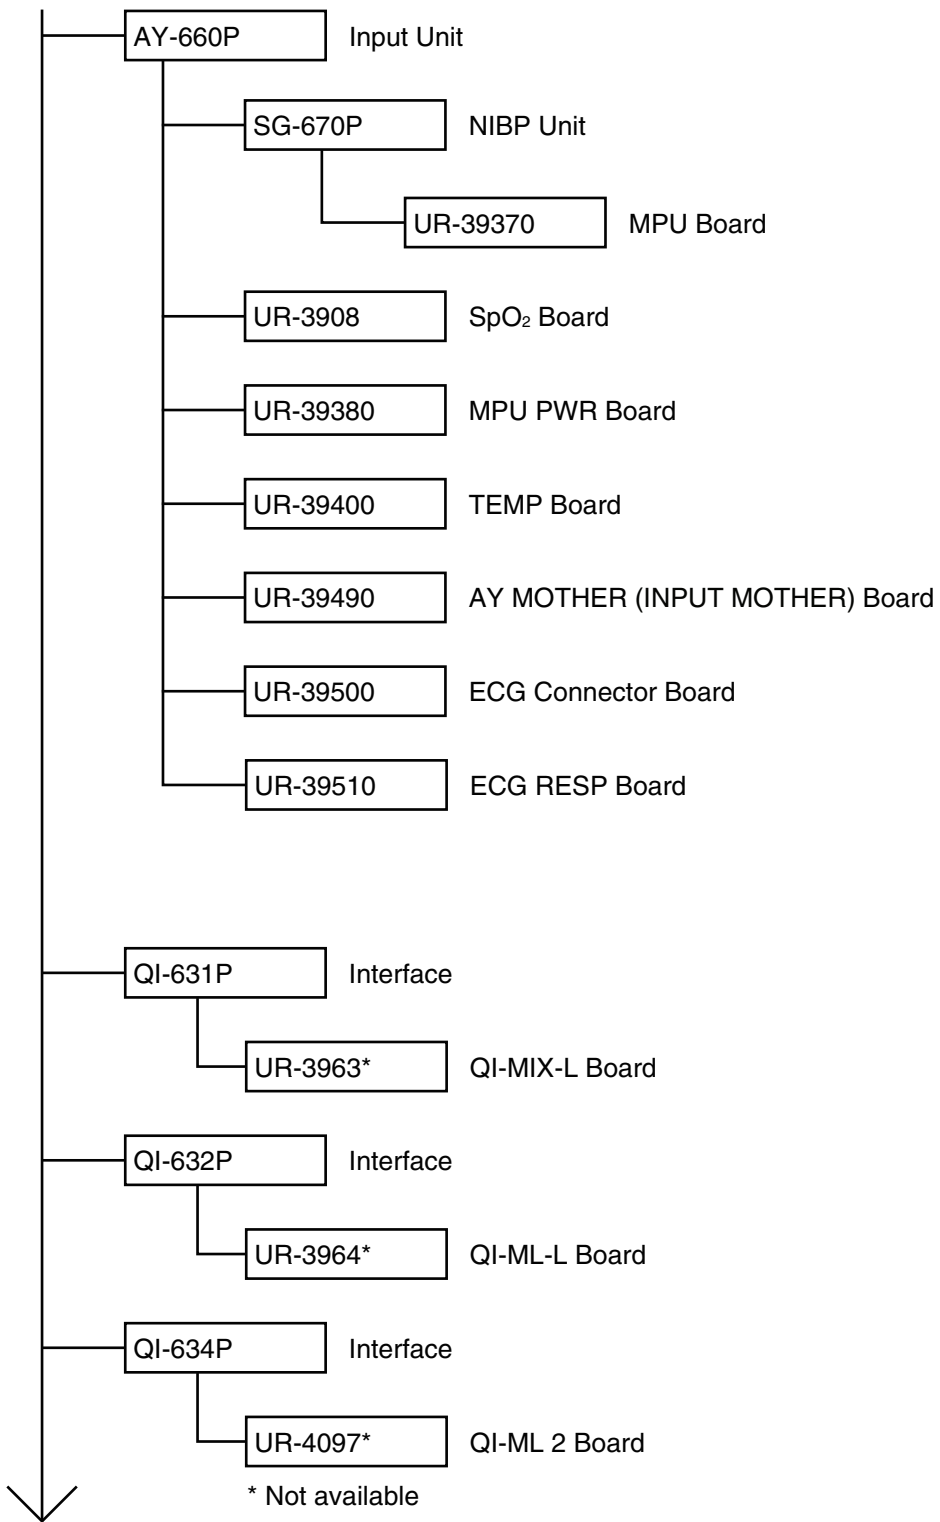 AY-660P Input Unit
SG-670P NIBP Unit
UR-39370 MPU Board
UR-3908 SpO₂ Board
UR-39380 MPU PWR Board
UR-39400 TEMP Board
UR-39490 AY MOTHER (INPUT MOTHER) Board
UR-39500 ECG Connector Board
UR-39510 ECG RESP Board
QI-631P Interface
UR-3963* QI-MIX-L Board
QI-632P Interface
UR-3964* QI-ML-L Board
QI-634P Interface
UR-4097* QI-ML 2 Board
* Not available